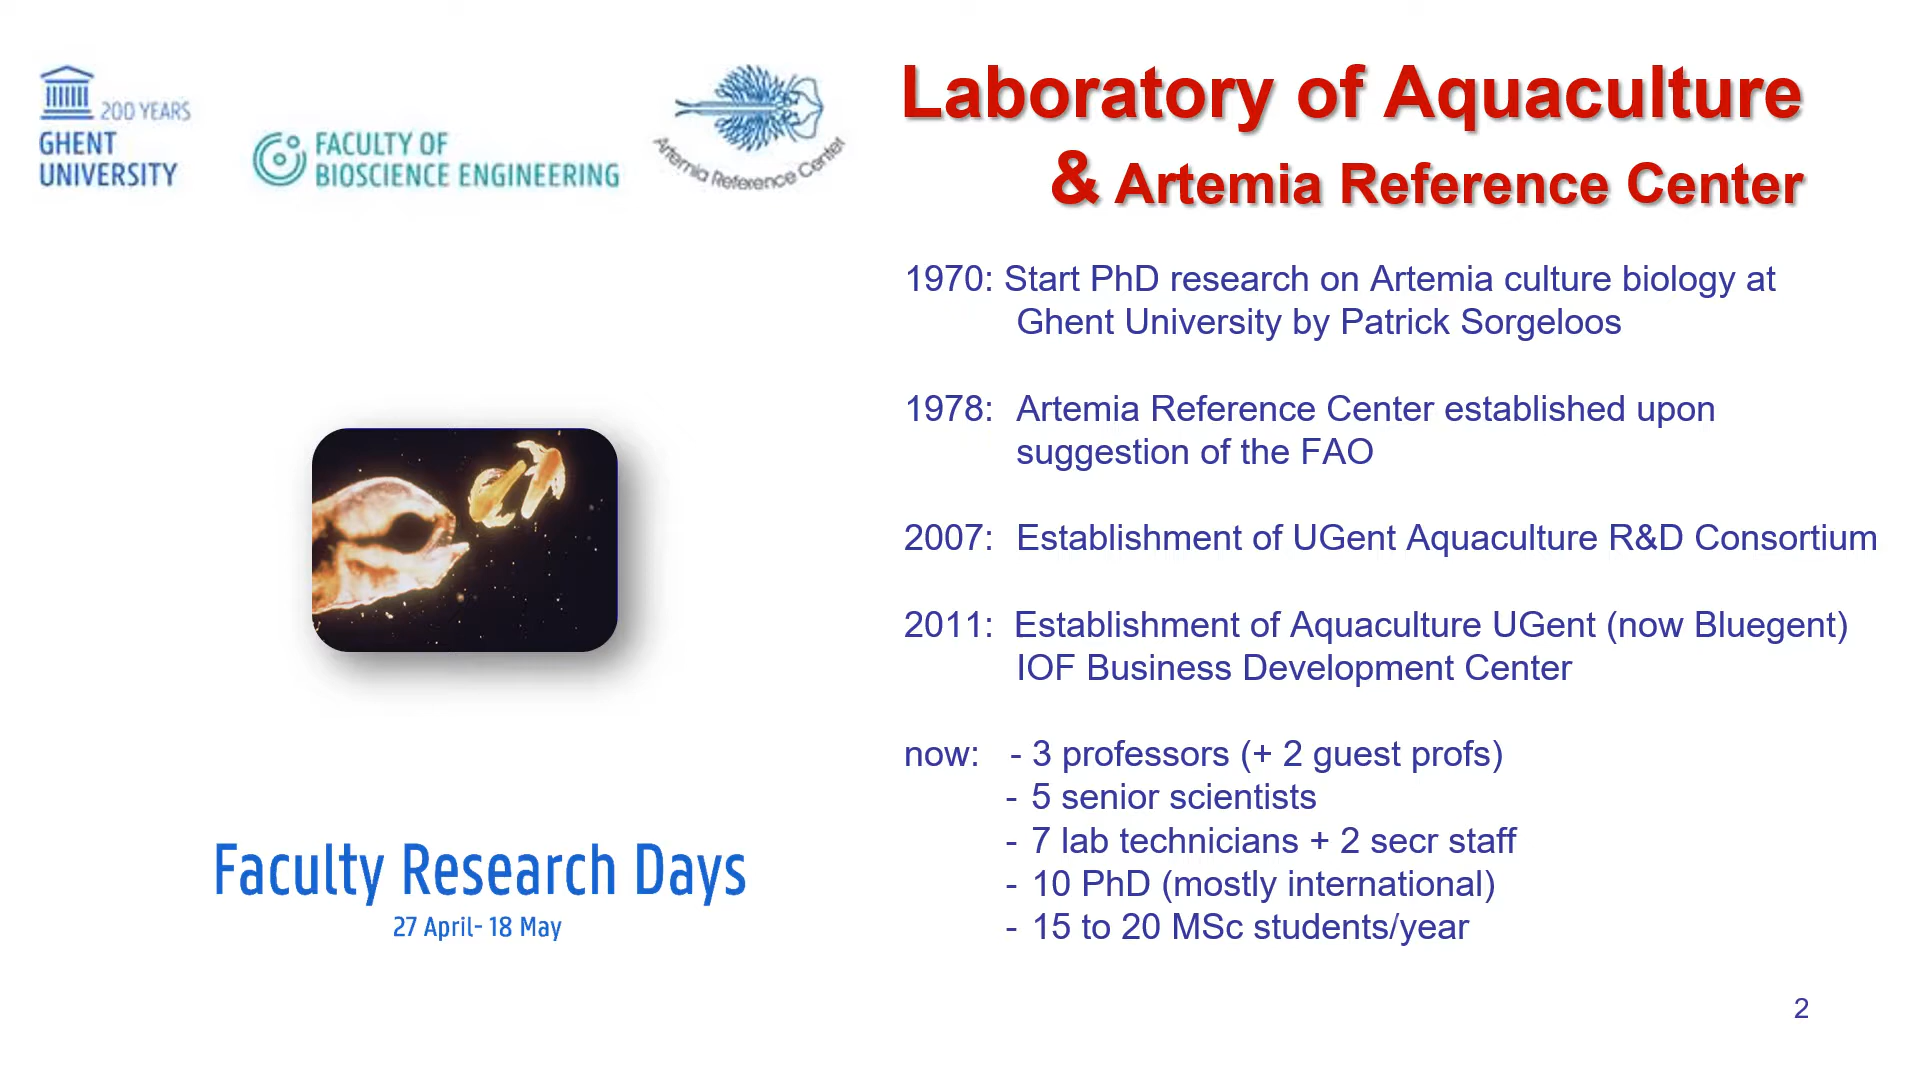 200 YEARS
GHENT
UNIVERSITY
FACULTY OF
BIOSCIENCE ENGINEERING
Artemia Reference Center
Laboratory of Aquaculture
& Artemia Reference Center
1970: Start PhD research on Artemia culture biology at
Ghent University by Patrick Sorgeloos
1978: Artemia Reference Center established upon
suggestion of the FAO
2007: Establishment of UGent Aquaculture R&D Consortium
2011: Establishment of Aquaculture UGent (now Bluegent)
IOF Business Development Center
now: - 3 professors (+ 2 guest profs)
- 5 senior scientists
- 7 lab technicians + 2 secr staff
- 10 PhD (mostly international)
- 15 to 20 MSc students/year
Faculty Research Days
27 April- 18 May
2